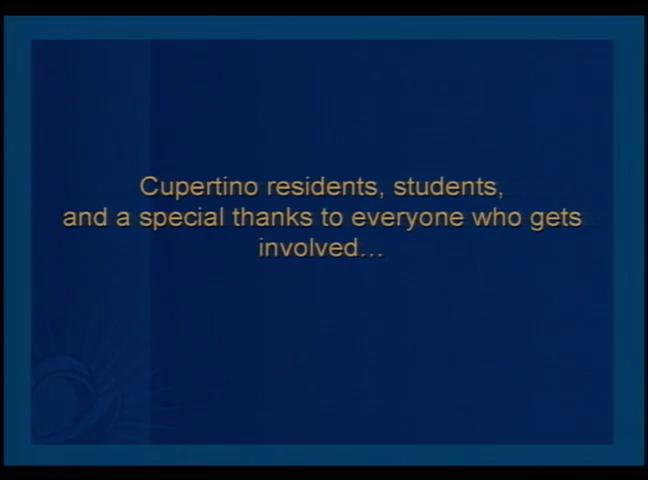 Cupertino residents, students,
and a special thanks to everyone who gets
involved...